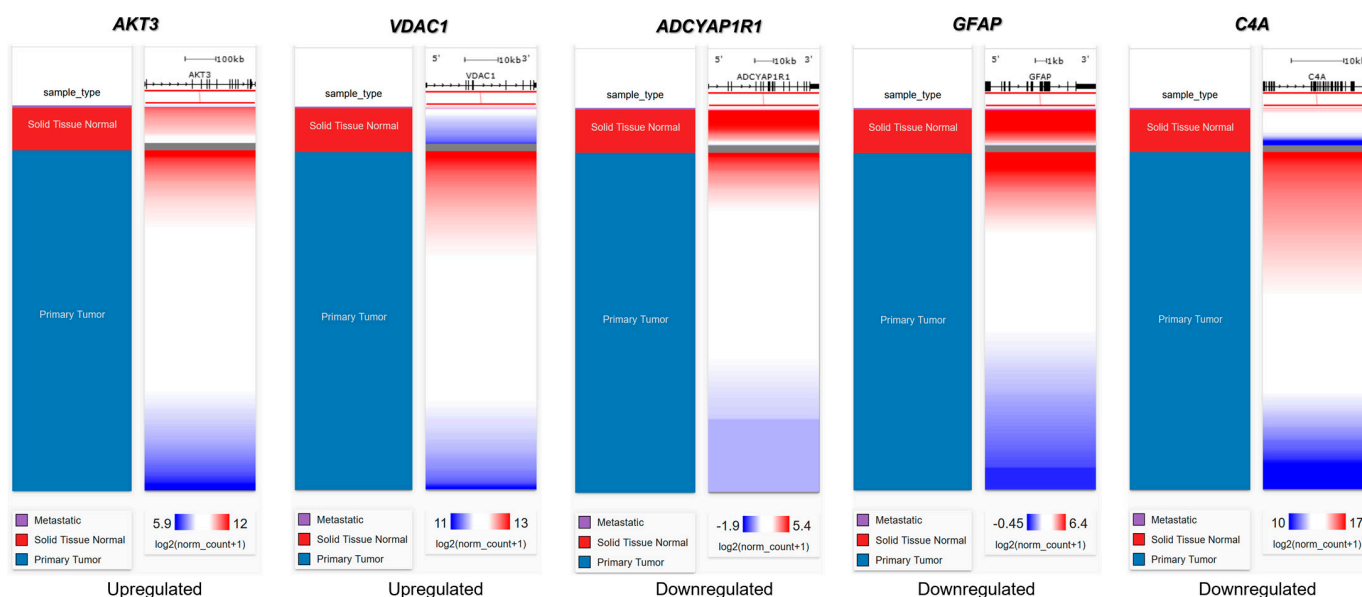 AKT3
100kb
AKT3
sample_type
Solid Tissue Normal
Primary Tumor
Metastatic
Solid Tissue Normal
Primary Tumor
5.9 12
log2(norm_count+1)
Upregulated
VDAC1
5' 10kb 3'
VDAC1
sample_type
Solid Tissue Normal
Primary Tumor
Metastatic
Solid Tissue Normal
Primary Tumor
11 13
log2(norm_count+1)
Upregulated
ADCYAP1R1
5' 10kb 3'
ADCYAP1R1
sample_type
Solid Tissue Normal
Primary Tumor
Metastatic
Solid Tissue Normal
Primary Tumor
-1.9 5.4
log2(norm_count+1)
Downregulated
GFAP
5' 1kb 3'
GFAP
sample_type
Solid Tissue Normal
Primary Tumor
Metastatic
Solid Tissue Normal
Primary Tumor
-0.45 6.4
log2(norm_count+1)
Downregulated
C4A
10k
C4A
sample_type
Solid Tissue Normal
Primary Tumor
Metastatic
Solid Tissue Normal
Primary Tumor
10 17
log2(norm_count+1)
Downregulated